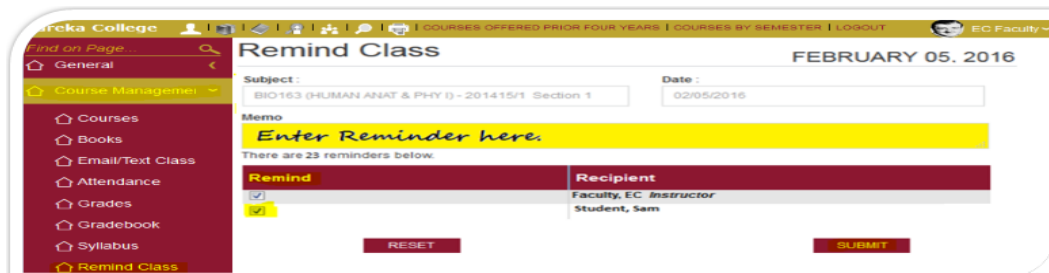 reka College | | | | | | | COURSES OFFERED PRIOR FOUR YEARS | COURSES BY SEMESTER | LOGOUT EC Faculty
Find on Page...
Remind Class
FEBRUARY 05, 2016
General
Course Managemei
Courses
Books
Email/Text Class
Attendance
Grades
Gradebook
Syllabus
Remind Class
Subject :
Date :
BIO163 (HUMAN ANAT & PHY I) - 201415/1 Section 1
02/05/2016
Memo
Enter Reminder here.
There are 23 reminders below.
Remind Recipient
Faculty, EC Instructor
Student, Sam
RESET SUBMIT